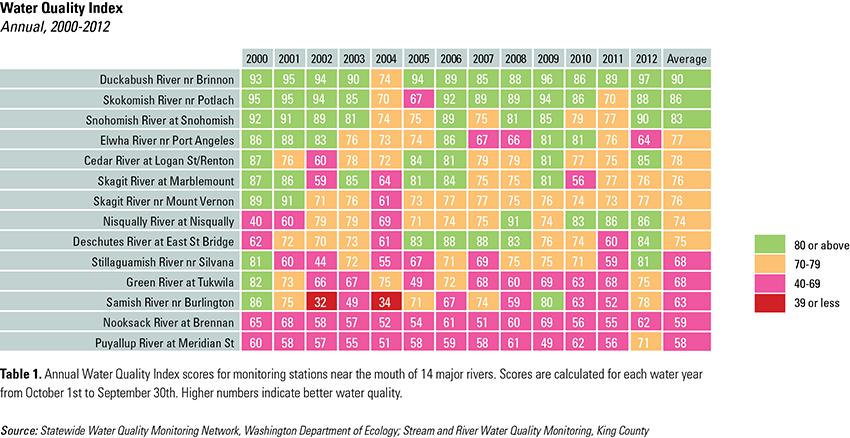 Water Quality Index
Annual, 2000-2012
2000 2001 2002 2003 2004 2005 2006 2007 2008 2009 2010 2011 2012 Average
Duckabush River nr Brinnon 93 95 94 90 74 94 89 85 88 96 86 89 97 90
Skokomish River nr Potlach 95 95 94 85 70 67 92 89 89 94 86 70 88 86
Snohomish River at Snohomish 92 91 89 81 74 75 89 75 81 85 79 77 90 83
Elwha River nr Port Angeles 86 88 83 76 73 74 86 67 66 81 81 76 64 77
Cedar River at Logan St/Renton 87 76 60 78 72 84 81 79 79 81 77 75 85 78
Skagit River at Marblemount 87 86 59 85 64 81 84 75 75 81 56 77 76 76
Skagit River nr Mount Vernon 89 91 71 76 61 73 77 77 75 76 74 73 77 76
Nisqually River at Nisqually 40 60 79 79 69 71 74 75 91 74 83 86 86 74
Deschutes River at East St Bridge 62 72 70 73 61 83 88 88 83 76 74 60 84 75
Stillaguamish River nr Silvana 81 60 44 72 55 67 71 69 75 75 71 59 81 68
Green River at Tukwila 82 73 66 67 75 49 72 68 60 69 63 68 75 68
Samish River nr Burlington 86 75 32 49 34 71 67 74 59 80 63 52 78 63
Nooksack River at Brennan 65 68 58 57 52 54 61 51 60 69 56 55 62 59
Puyallup River at Meridian St 60 58 57 55 51 58 59 58 61 49 62 56 71 58
80 or above
70-79
40-69
39 or less
Table 1. Annual Water Quality Index scores for monitoring stations near the mouth of 14 major rivers. Scores are calculated for each water year
from October 1st to September 30th. Higher numbers indicate better water quality.
Source: Statewide Water Quality Monitoring Network, Washington Department of Ecology; Stream and River Water Quality Monitoring, King County